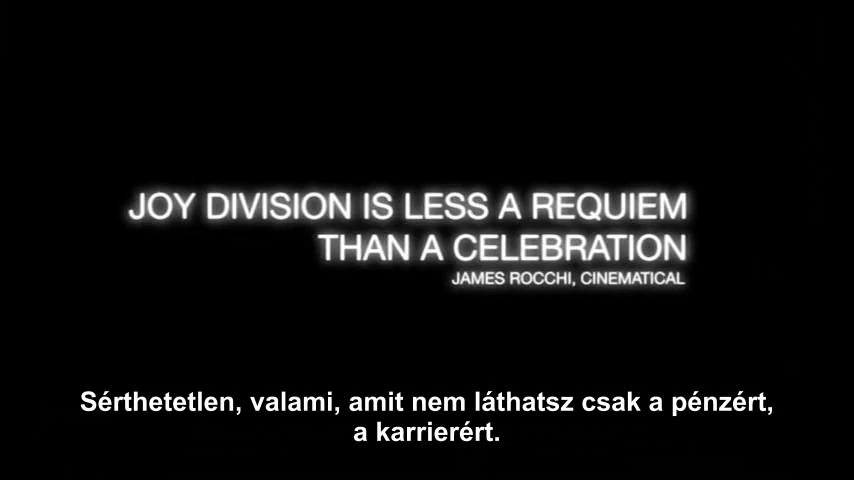 JOY DIVISION IS LESS A REQUIEM
THAN A CELEBRATION
JAMES ROCCHI, CINEMATICAL
Sérthetetlen, valami, amit nem láthatsz csak a pénzért,
a karrierért.